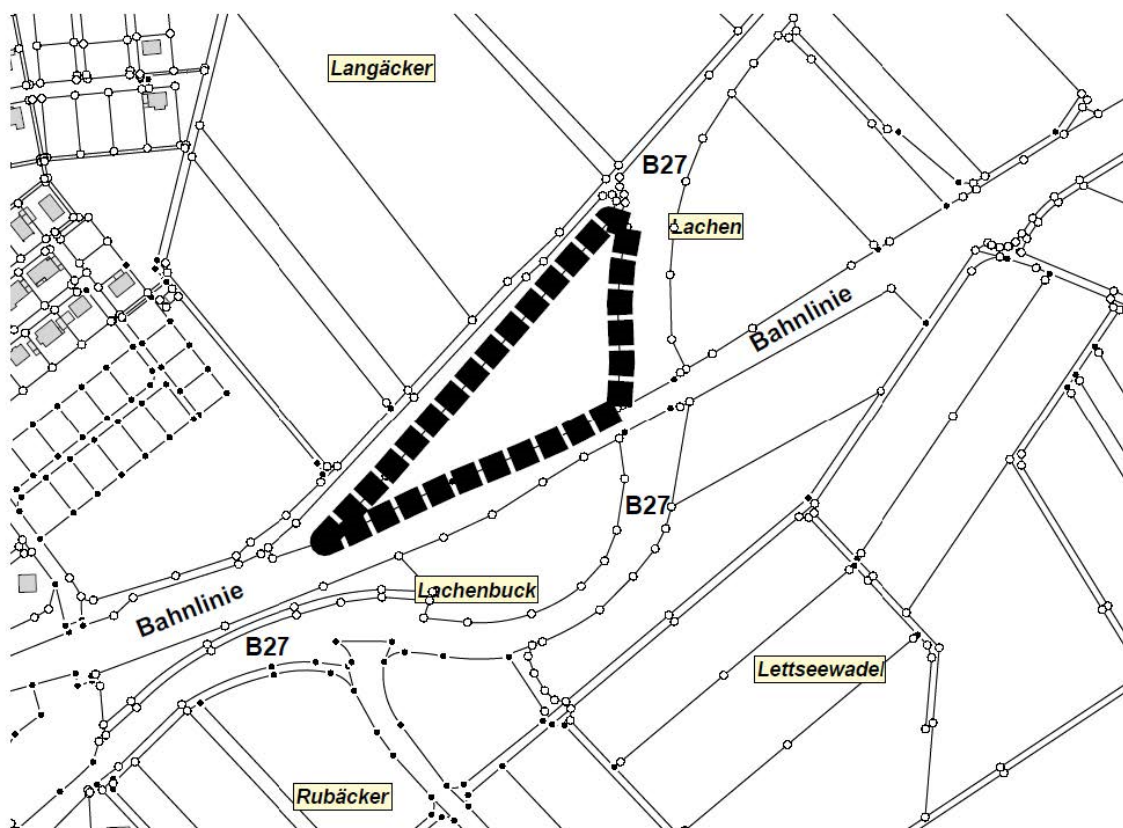 Langäcker
B27
Lachen
Bahnlinie
B27
Lachenbuck
Bahnlinie
B27
Lettseewadel
Rubäcker